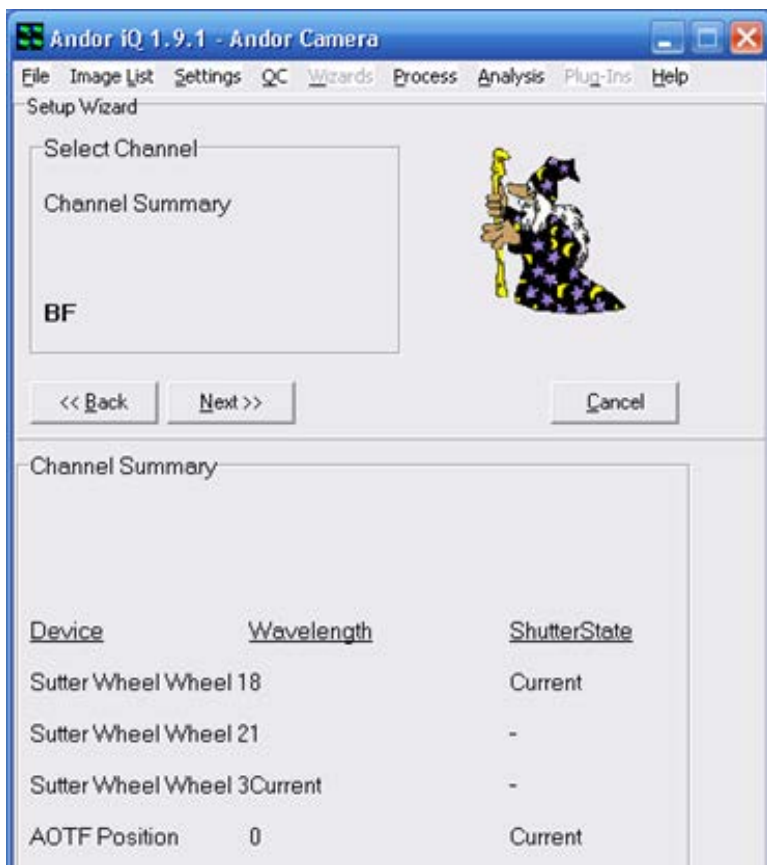 Andor iQ 1.9.1 - Andor Camera
File Image List Settings QC Wizards Process Analysis Plug-Ins Help
Setup Wizard
Select Channel
Channel Summary
BF
<< Back Next >> Cancel
Channel Summary
Device Wavelength ShutterState
Sutter Wheel Wheel 18 Current
Sutter Wheel Wheel 21 -
Sutter Wheel Wheel 3Current -
AOTF Position 0 Current